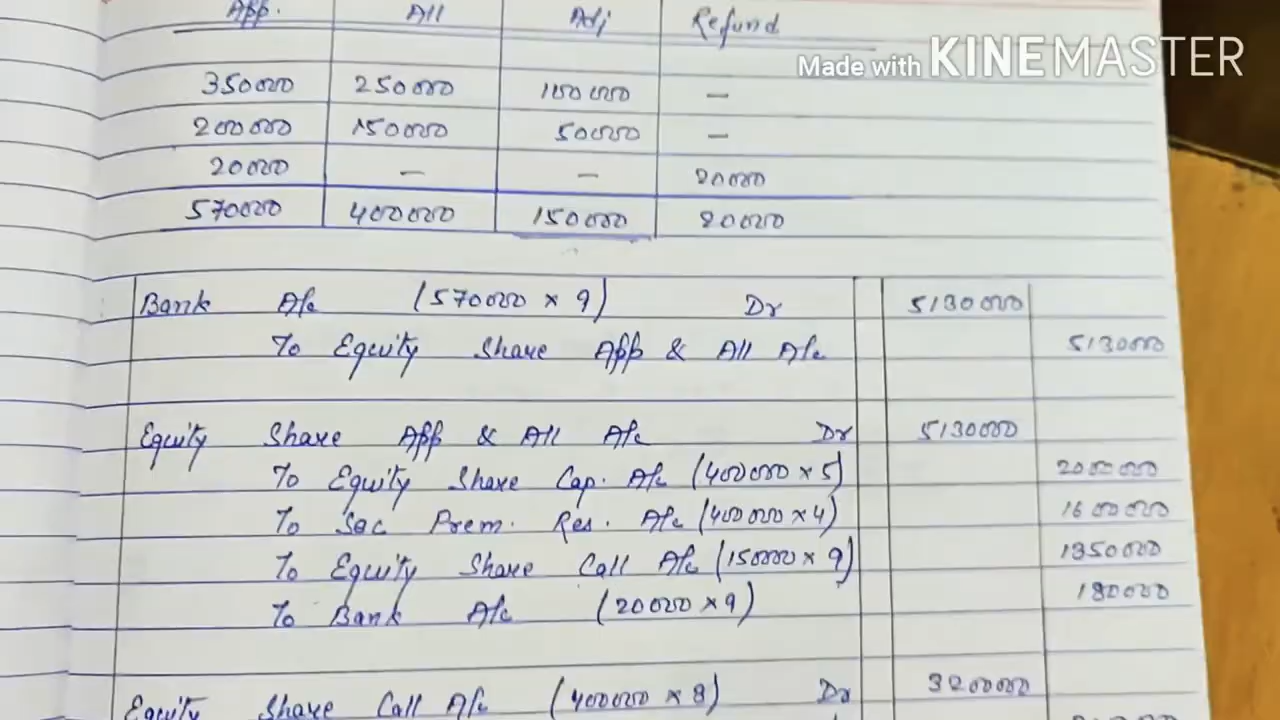 App. All Adj Refund
Made with KINEMASTER
350000 250000 100000 —
200000 150000 50000 —
20000 — — 20000
570000 400000 150000 20000
Bank A/c (570000 × 9) Dr 5130000
To Equity Share App & All A/c 5130000
Equity Share App & All A/c Dr 5130000
To Equity Share Cap. A/c (400000 × 5) 2000000
To Sec Prem. Res. A/c (400000 × 4) 1600000
To Equity Share Call A/c (150000 × 9) 1350000
To Bank A/c (20000 × 9) 180000
Equity Share Call A/c (400000 × 8) Dr 3200000